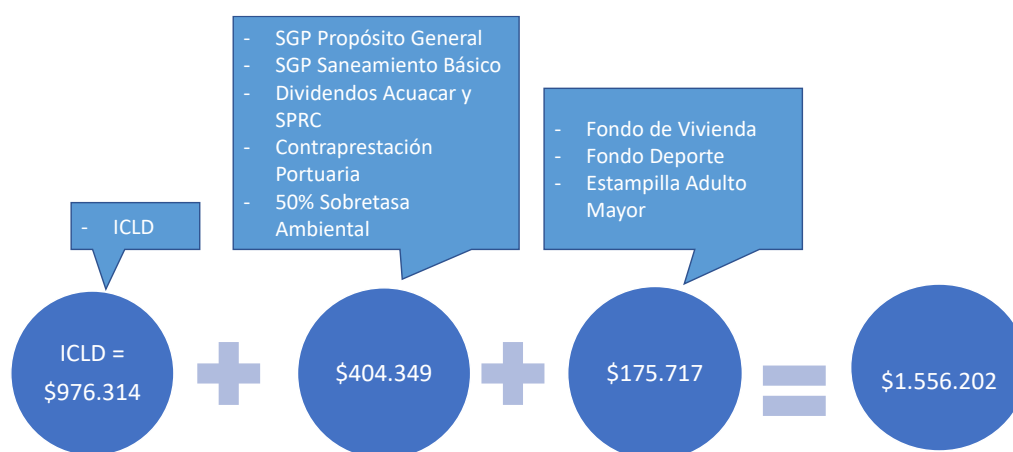 - SGP Propósito General
- SGP Saneamiento Básico
- Dividendos Acuacar y
SPRC
- Contraprestación
Portuaria
- 50% Sobretasa
Ambiental
- Fondo de Vivienda
- Fondo Deporte
- Estampilla Adulto
Mayor
- ICLD
ICLD =
$976.314
$404.349
$175.717
$1.556.202